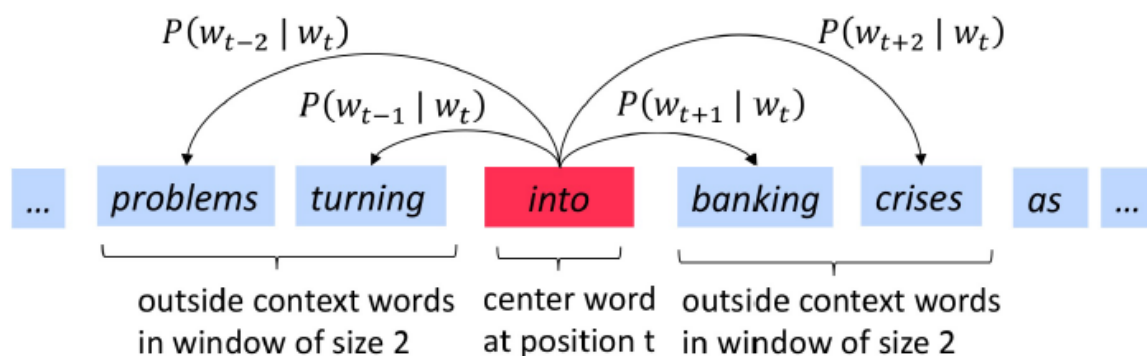 P(w_{t−2} | w_t)
P(w_{t+2} | w_t)
P(w_{t−1} | w_t)
P(w_{t+1} | w_t)
... problems turning into banking crises as ...
outside context words
in window of size 2
center word
at position t
outside context words
in window of size 2